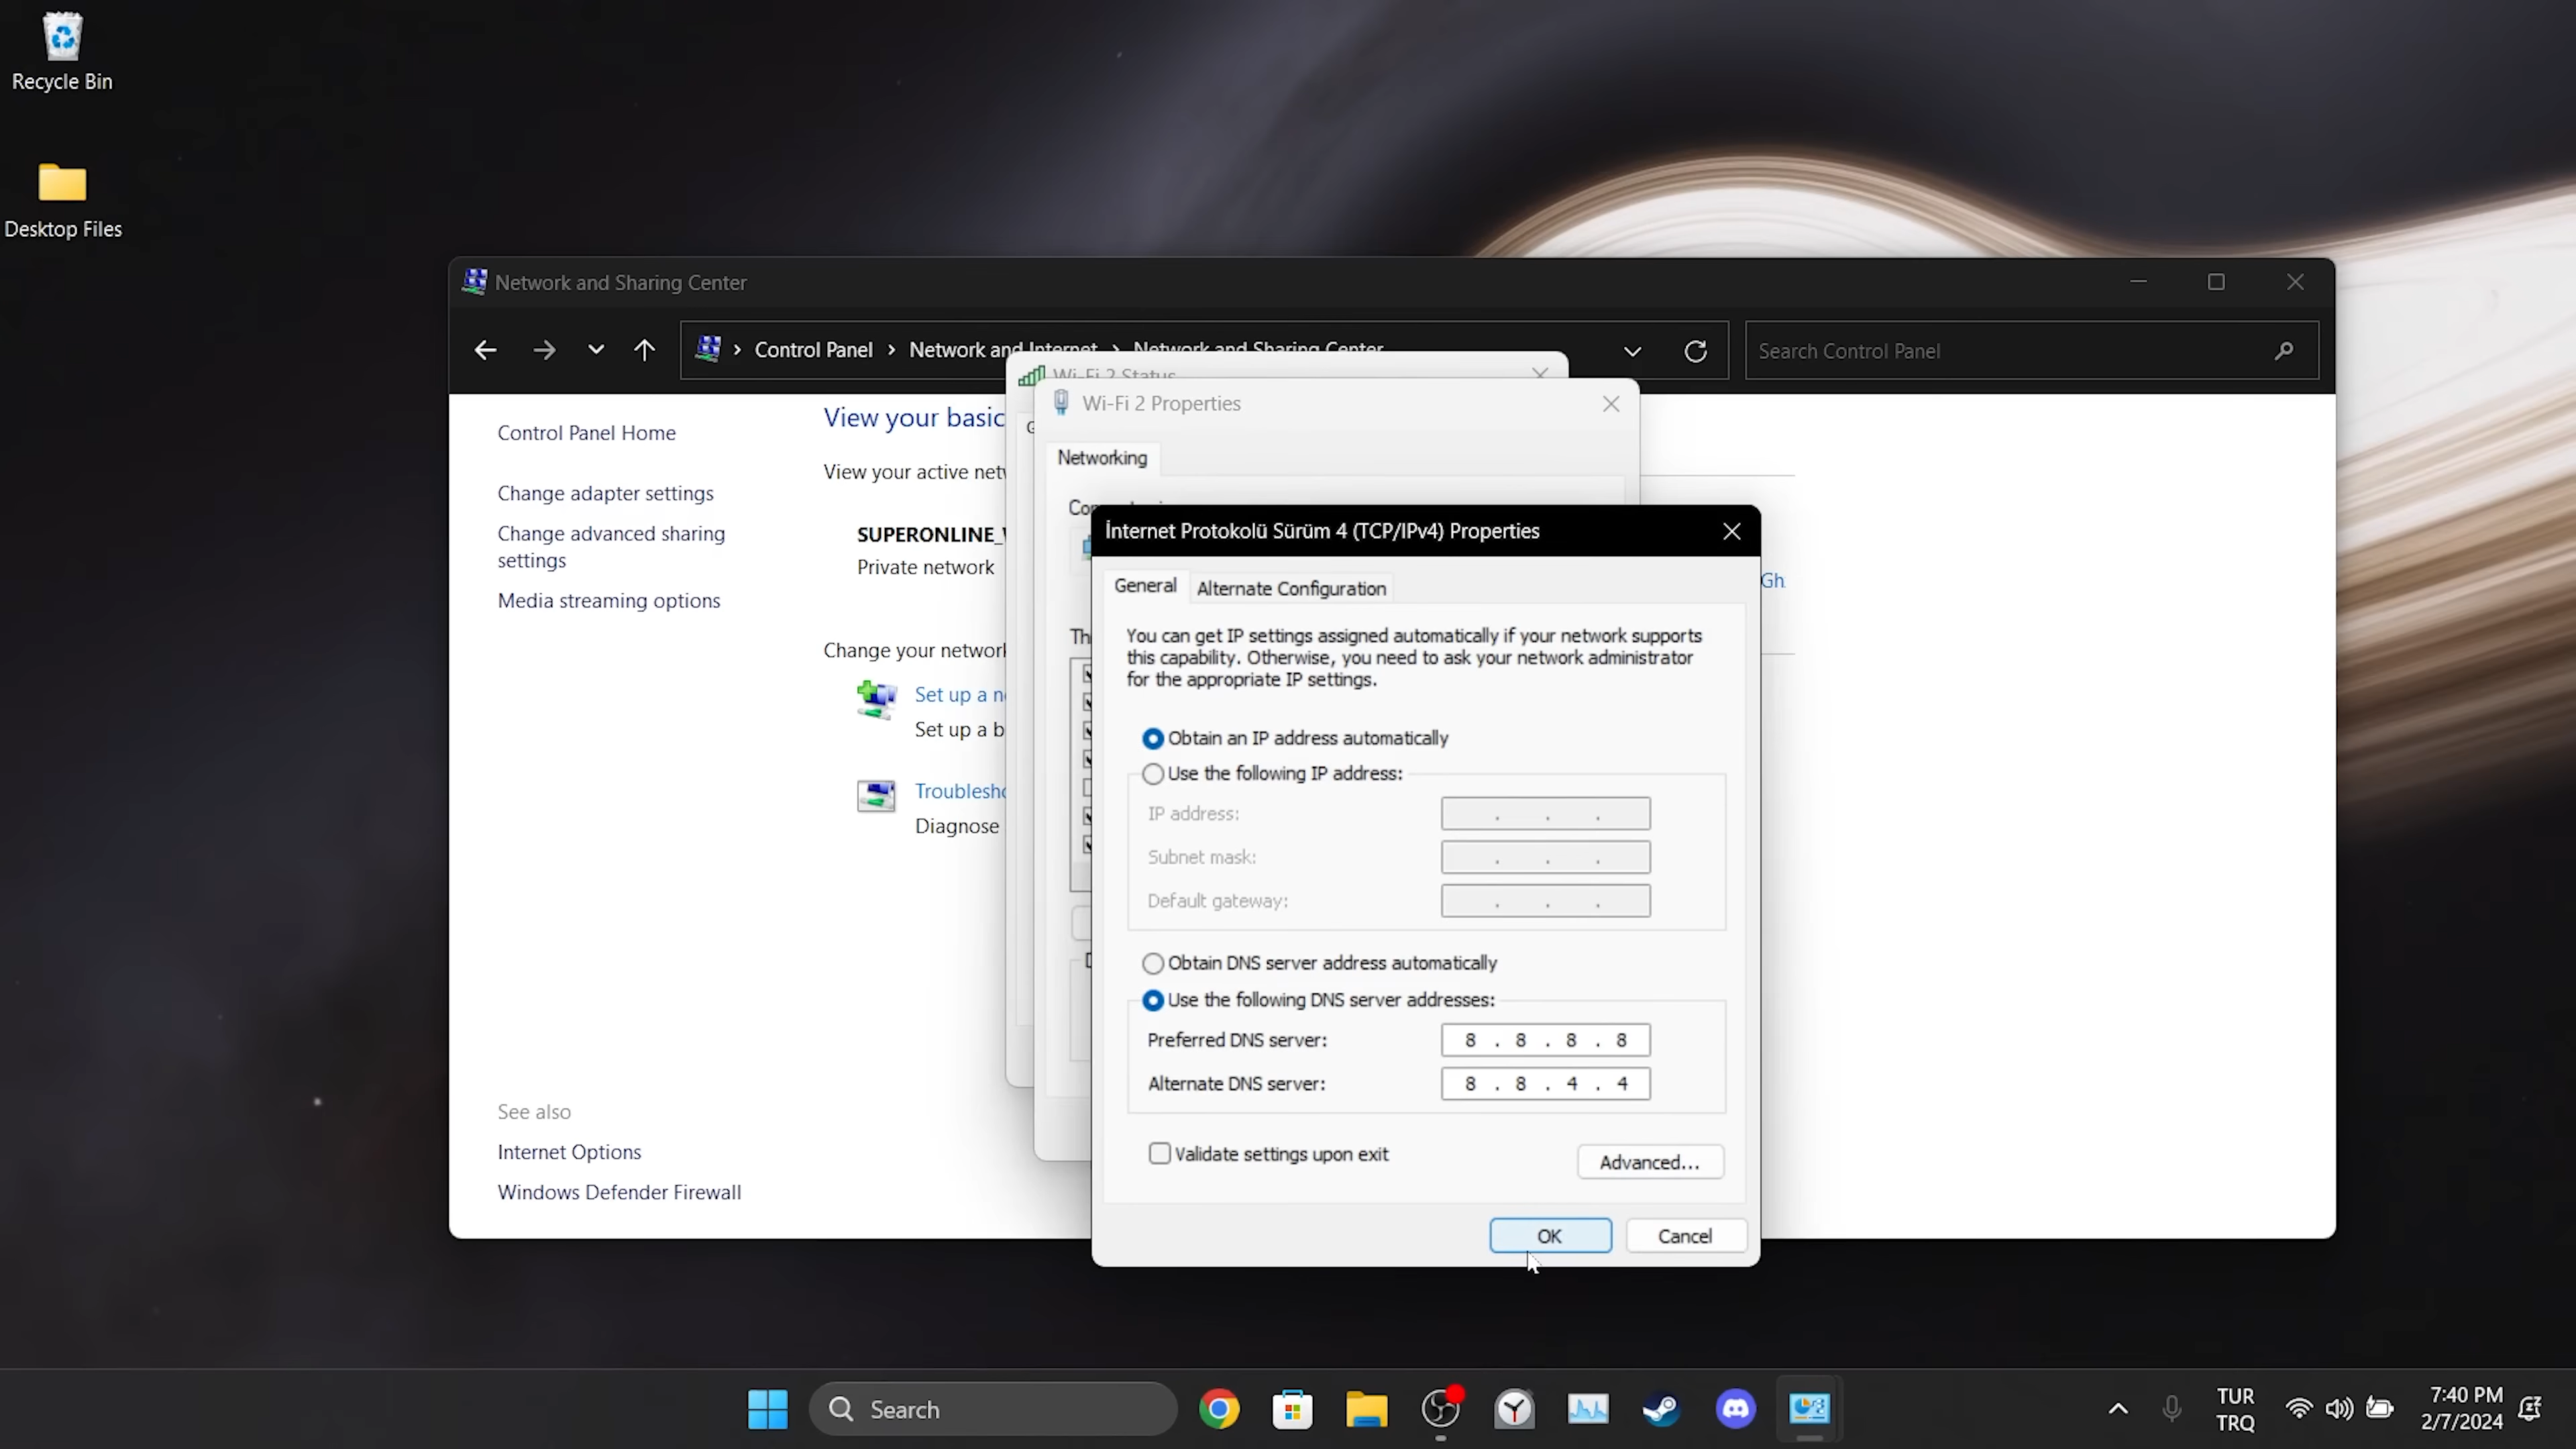 Recycle Bin
Desktop Files
Network and Sharing Center
Control Panel
Network and Internet
Network and Sharing Center
Search Control Panel
Control Panel Home
Change adapter settings
Change advanced sharing
settings
Media streaming options
See also
Internet Options
Windows Defender Firewall
View your basic
View your active
SUPERONLINE_
Private network
Change your
Set up a
Set up a
Diagnose
Wi-Fi 2 Status
Wi-Fi 2 Properties
Networking
İnternet Protokolü Sürüm 4 (TCP/IPv4) Properties
General
Alternate Configuration
You can get IP settings assigned automatically if your network supports
this capability. Otherwise, you need to ask your network administrator
for the appropriate IP settings.
Obtain an IP address automatically
Use the following IP address:
IP address:
Subnet mask:
Default gateway:
Obtain DNS server address automatically
Use the following DNS server addresses:
Preferred DNS server: 8 . 8 . 8 . 8
Alternate DNS server: 8 . 8 . 4 . 4
Validate settings upon exit
Advanced...
OK
Cancel
Search
TUR
TRQ
7:40 PM
2/7/2024